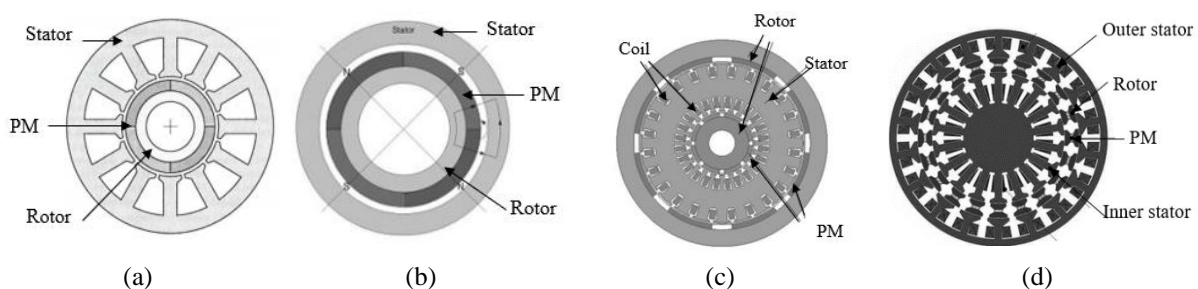 Stator
PM
Rotor
(a)
Stator
N
S
S
N
Stator
PM
Rotor
(b)
Rotor
Coil
Stator
PM
(c)
Outer stator
Rotor
PM
Inner stator
(d)